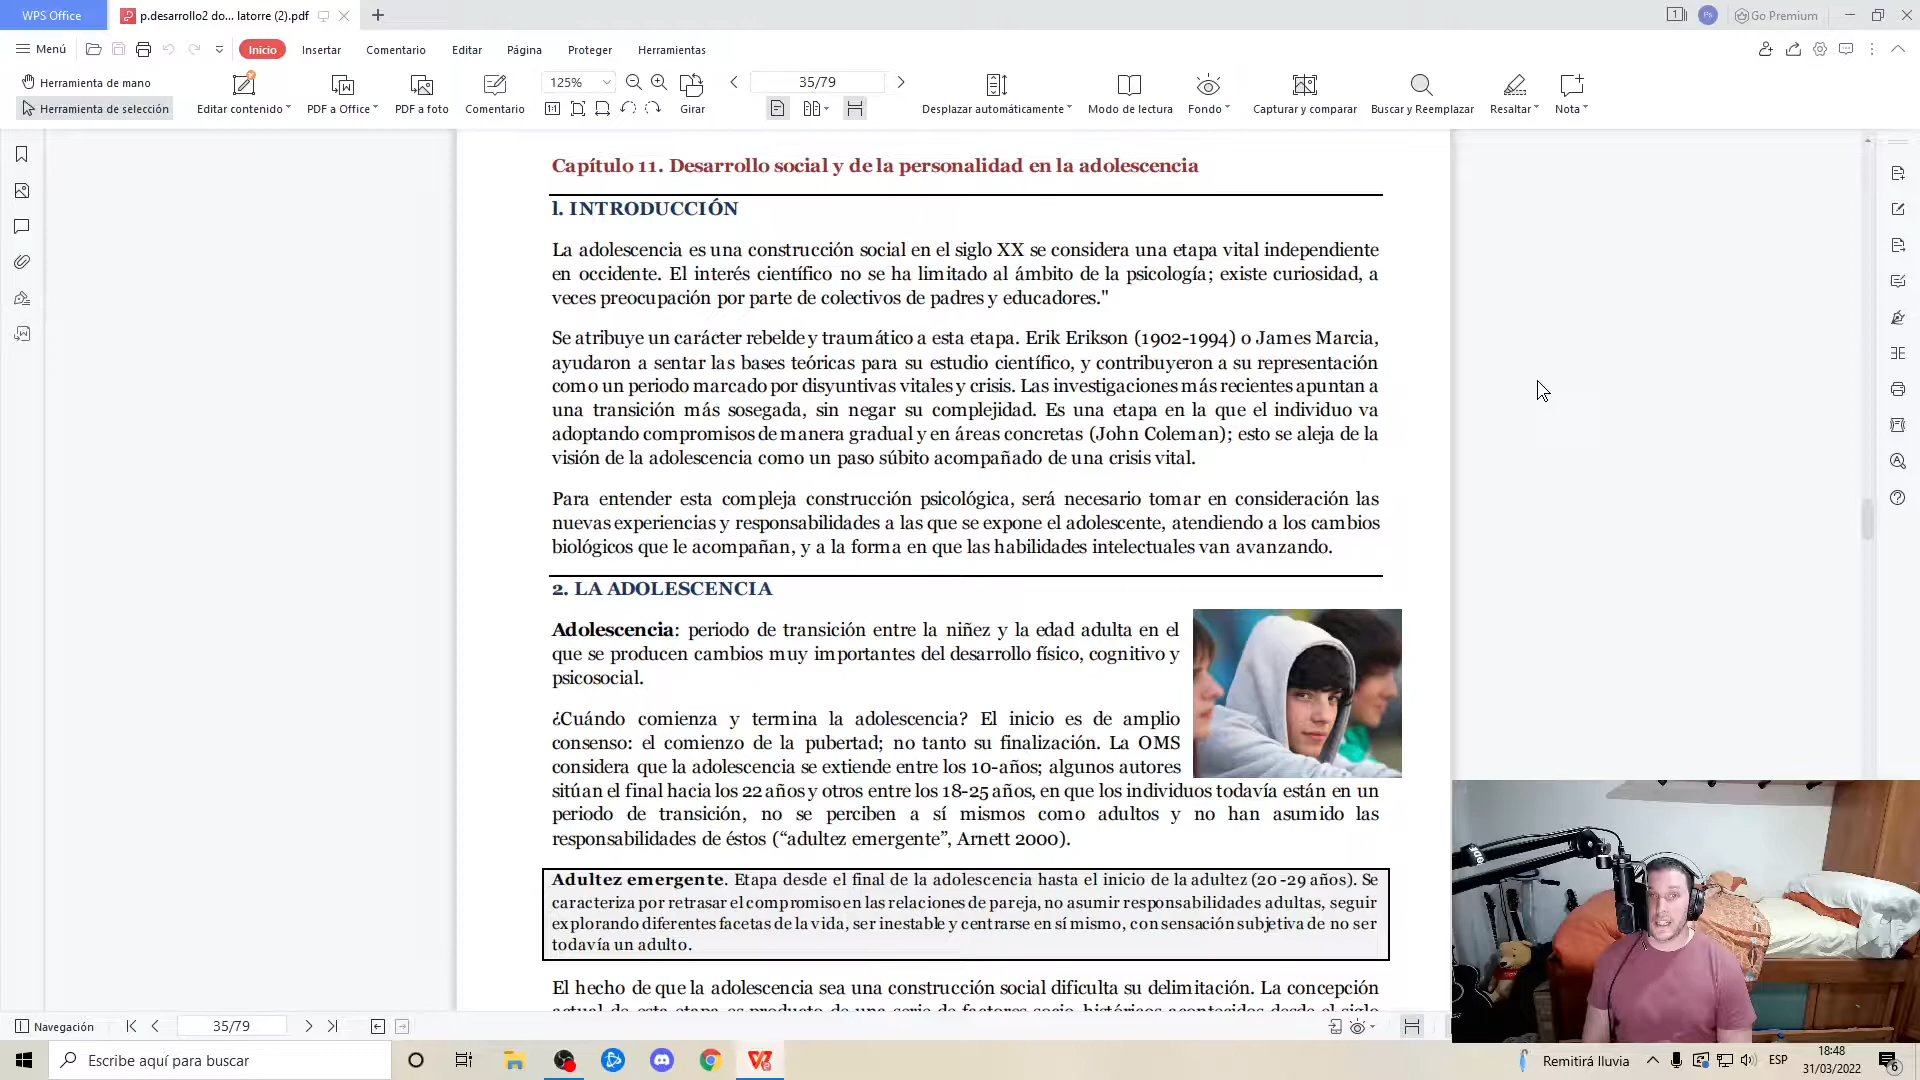 WPS Office
p.desarrollo2 do... latorre (2).pdf
Go Premium
Menú
Inicio
Insertar
Comentario
Editar
Página
Proteger
Herramientas
Herramienta de mano
Herramienta de selección
Editar contenido
PDF a Office
PDF a foto
Comentario
125%
Girar
35/79
Desplazar automáticamente
Modo de lectura
Fondo
Capturar y comparar
Buscar y Reemplazar
Resaltar
Nota
Capítulo 11. Desarrollo social y de la personalidad en la adolescencia
l. INTRODUCCIÓN
La adolescencia es una construcción social en el siglo XX se considera una etapa vital independiente
en occidente. El interés científico no se ha limitado al ámbito de la psicología; existe curiosidad, a
veces preocupación por parte de colectivos de padres y educadores."
Se atribuye un carácter rebelde y traumático a esta etapa. Erik Erikson (1902-1994) o James Marcia,
ayudaron a sentar las bases teóricas para su estudio científico, y contribuyeron a su representación
como un periodo marcado por disyuntivas vitales y crisis. Las investigaciones más recientes apuntan a
una transición más sosegada, sin negar su complejidad. Es una etapa en la que el individuo va
adoptando compromisos de manera gradual y en áreas concretas (John Coleman); esto se aleja de la
visión de la adolescencia como un paso súbito acompañado de una crisis vital.
Para entender esta compleja construcción psicológica, será necesario tomar en consideración las
nuevas experiencias y responsabilidades a las que se expone el adolescente, atendiendo a los cambios
biológicos que le acompañan, y a la forma en que las habilidades intelectuales van avanzando.
2. LA ADOLESCENCIA
Adolescencia: periodo de transición entre la niñez y la edad adulta en el
que se producen cambios muy importantes del desarrollo físico, cognitivo y
psicosocial.
¿Cuándo comienza y termina la adolescencia? El inicio es de amplio
consenso: el comienzo de la pubertad; no tanto su finalización. La OMS
considera que la adolescencia se extiende entre los 10-años; algunos autores
sitúan el final hacia los 22 años y otros entre los 18-25 años, en que los individuos todavía están en un
periodo de transición, no se perciben a sí mismos como adultos y no han asumido las
responsabilidades de éstos (“adultez emergente”, Arnett 2000).
Adultez emergente. Etapa desde el final de la adolescencia hasta el inicio de la adultez (20-29 años). Se
caracteriza por retrasar el compromiso en las relaciones de pareja, no asumir responsabilidades adultas, seguir
explorando diferentes facetas de la vida, ser inestable y centrarse en sí mismo, con sensación subjetiva de no ser
todavía un adulto.
El hecho de que la adolescencia sea una construcción social dificulta su delimitación. La concepción
actual de esta etapa es producto de una serie de factores socio-históricos acontecidos desde el siglo
Navegación
35/79
Escribe aquí para buscar
Remitirá lluvia
ESP
18:48
31/03/2022
6